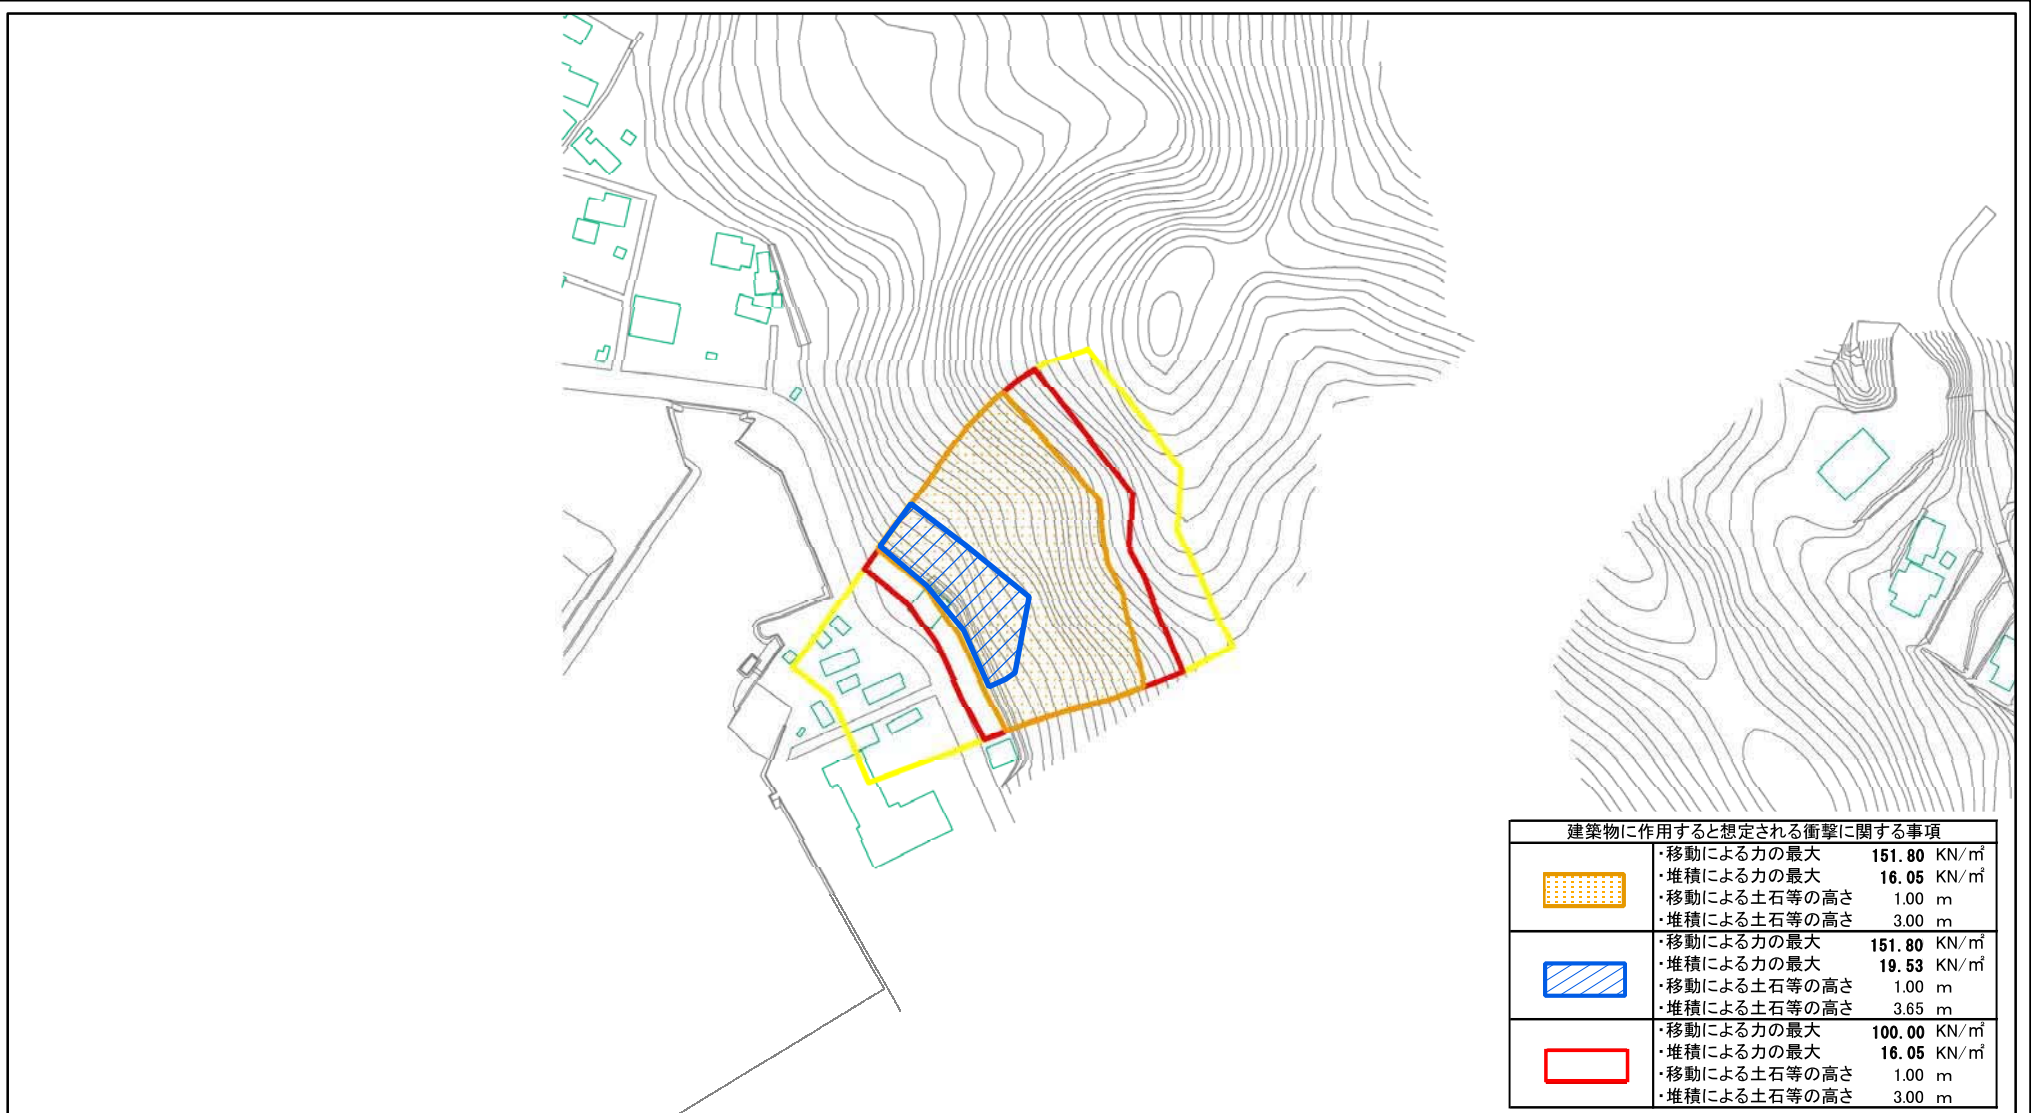 建築物に作用すると想定される衝撃に関する事項
・移動による力の最大 151.80 KN/㎡
・堆積による力の最大 16.05 KN/㎡
・移動による土石等の高さ 1.00 m
・堆積による土石等の高さ 3.00 m
・移動による力の最大 151.80 KN/㎡
・堆積による力の最大 19.53 KN/㎡
・移動による土石等の高さ 1.00 m
・堆積による土石等の高さ 3.65 m
・移動による力の最大 100.00 KN/㎡
・堆積による力の最大 16.05 KN/㎡
・移動による土石等の高さ 1.00 m
・堆積による土石等の高さ 3.00 m